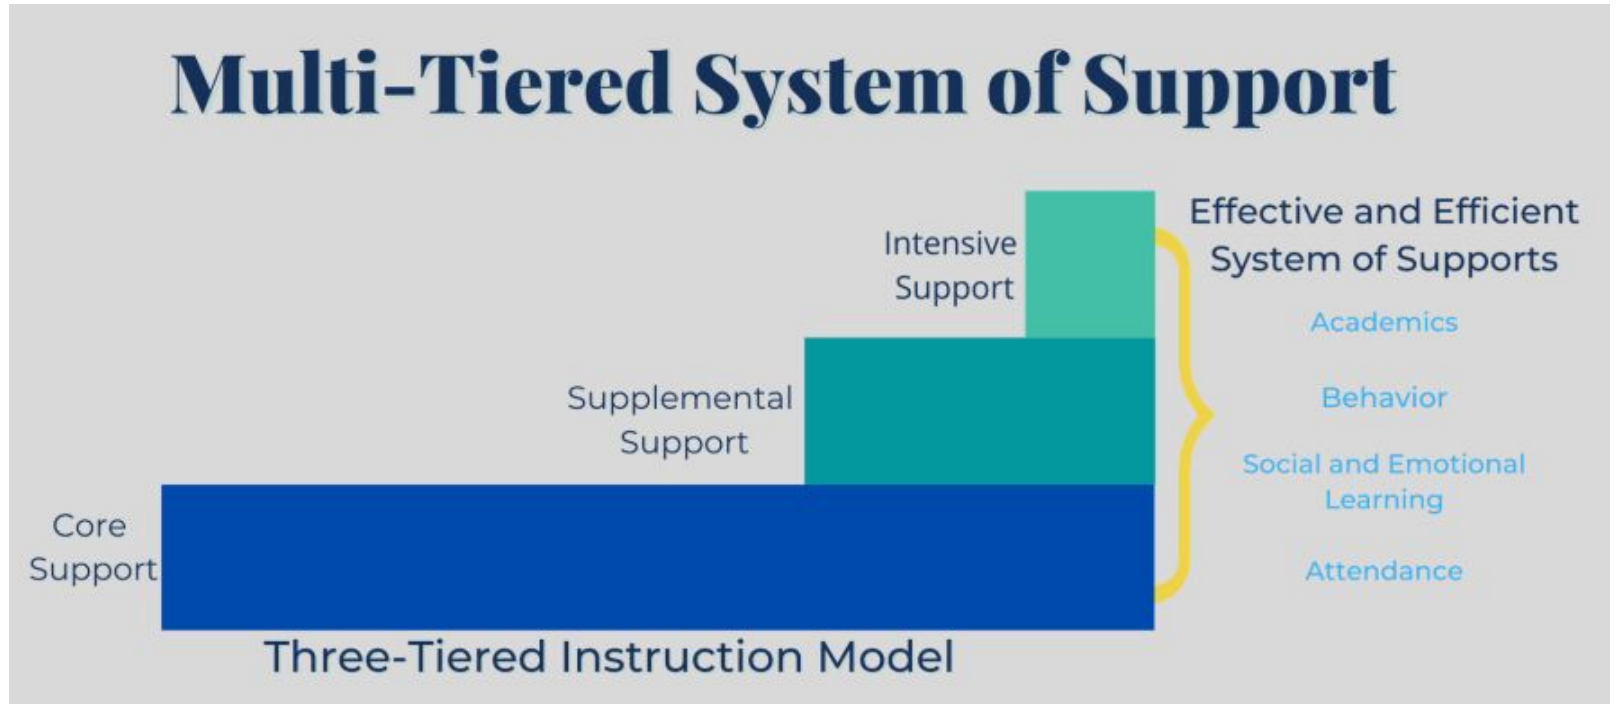 Multi-Tiered System of Support
Intensive
Support
Supplemental
Support
Core
Support
Three-Tiered Instruction Model
Effective and Efficient
System of Supports
Academics
Behavior
Social and Emotional
Learning
Attendance